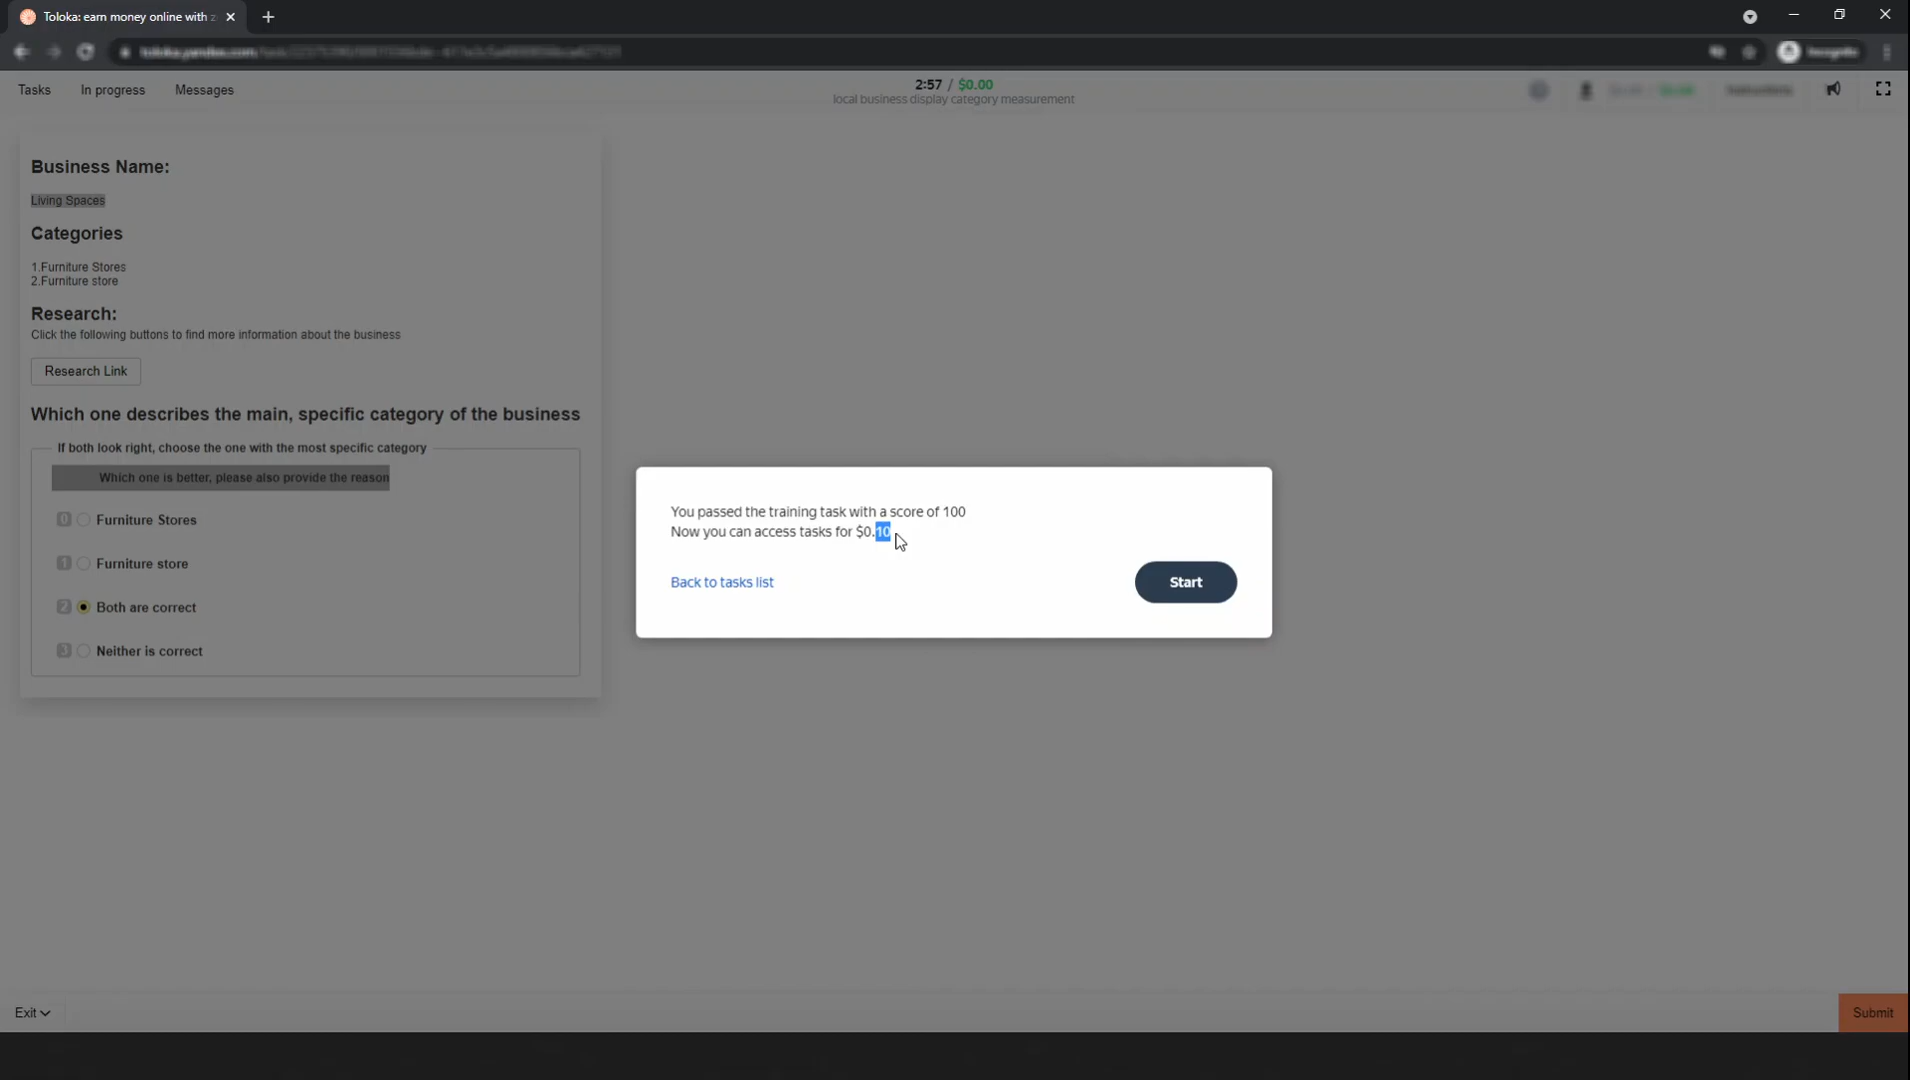 Toloka: earn money online with z
Tasks
In progress
Messages
2:57 / $0.00
local business display category measurement
Instructions
Business Name:
Living Spaces
Categories
1.Furniture Stores
2.Furniture store
Research:
Click the following buttons to find more information about the business
Research Link
Which one describes the main, specific category of the business
If both look right, choose the one with the most specific category
Which one is better, please also provide the reason
0 Furniture Stores
1 Furniture store
2 Both are correct
3 Neither is correct
You passed the training task with a score of 100
Now you can access tasks for $0.10
Back to tasks list
Start
Exit
Submit